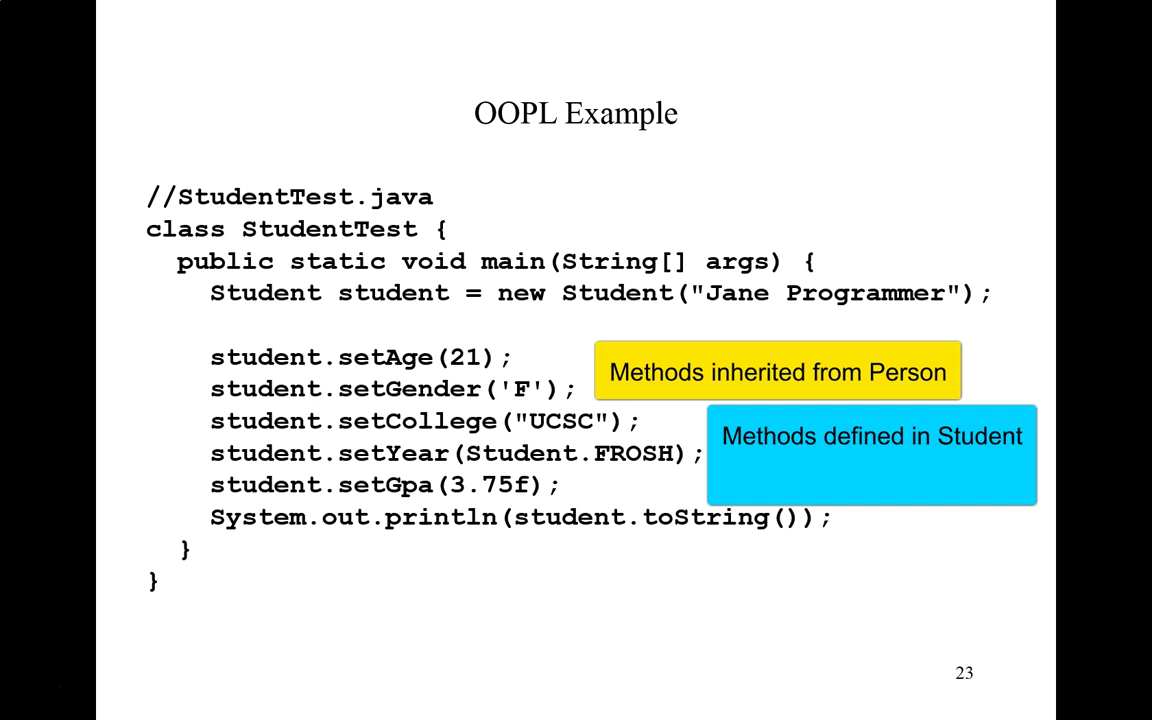 OOPL Example
//StudentTest.java
class StudentTest {
  public static void main(String[] args) {
    Student student = new Student("Jane Programmer");
    student.setAge(21);
    student.setGender('F');
Methods inherited from Person
    student.setCollege("UCSC");
    student.setYear(Student.FROSH);
    student.setGpa(3.75f);
Methods defined in Student
    System.out.println(student.toString());
  }
}
23